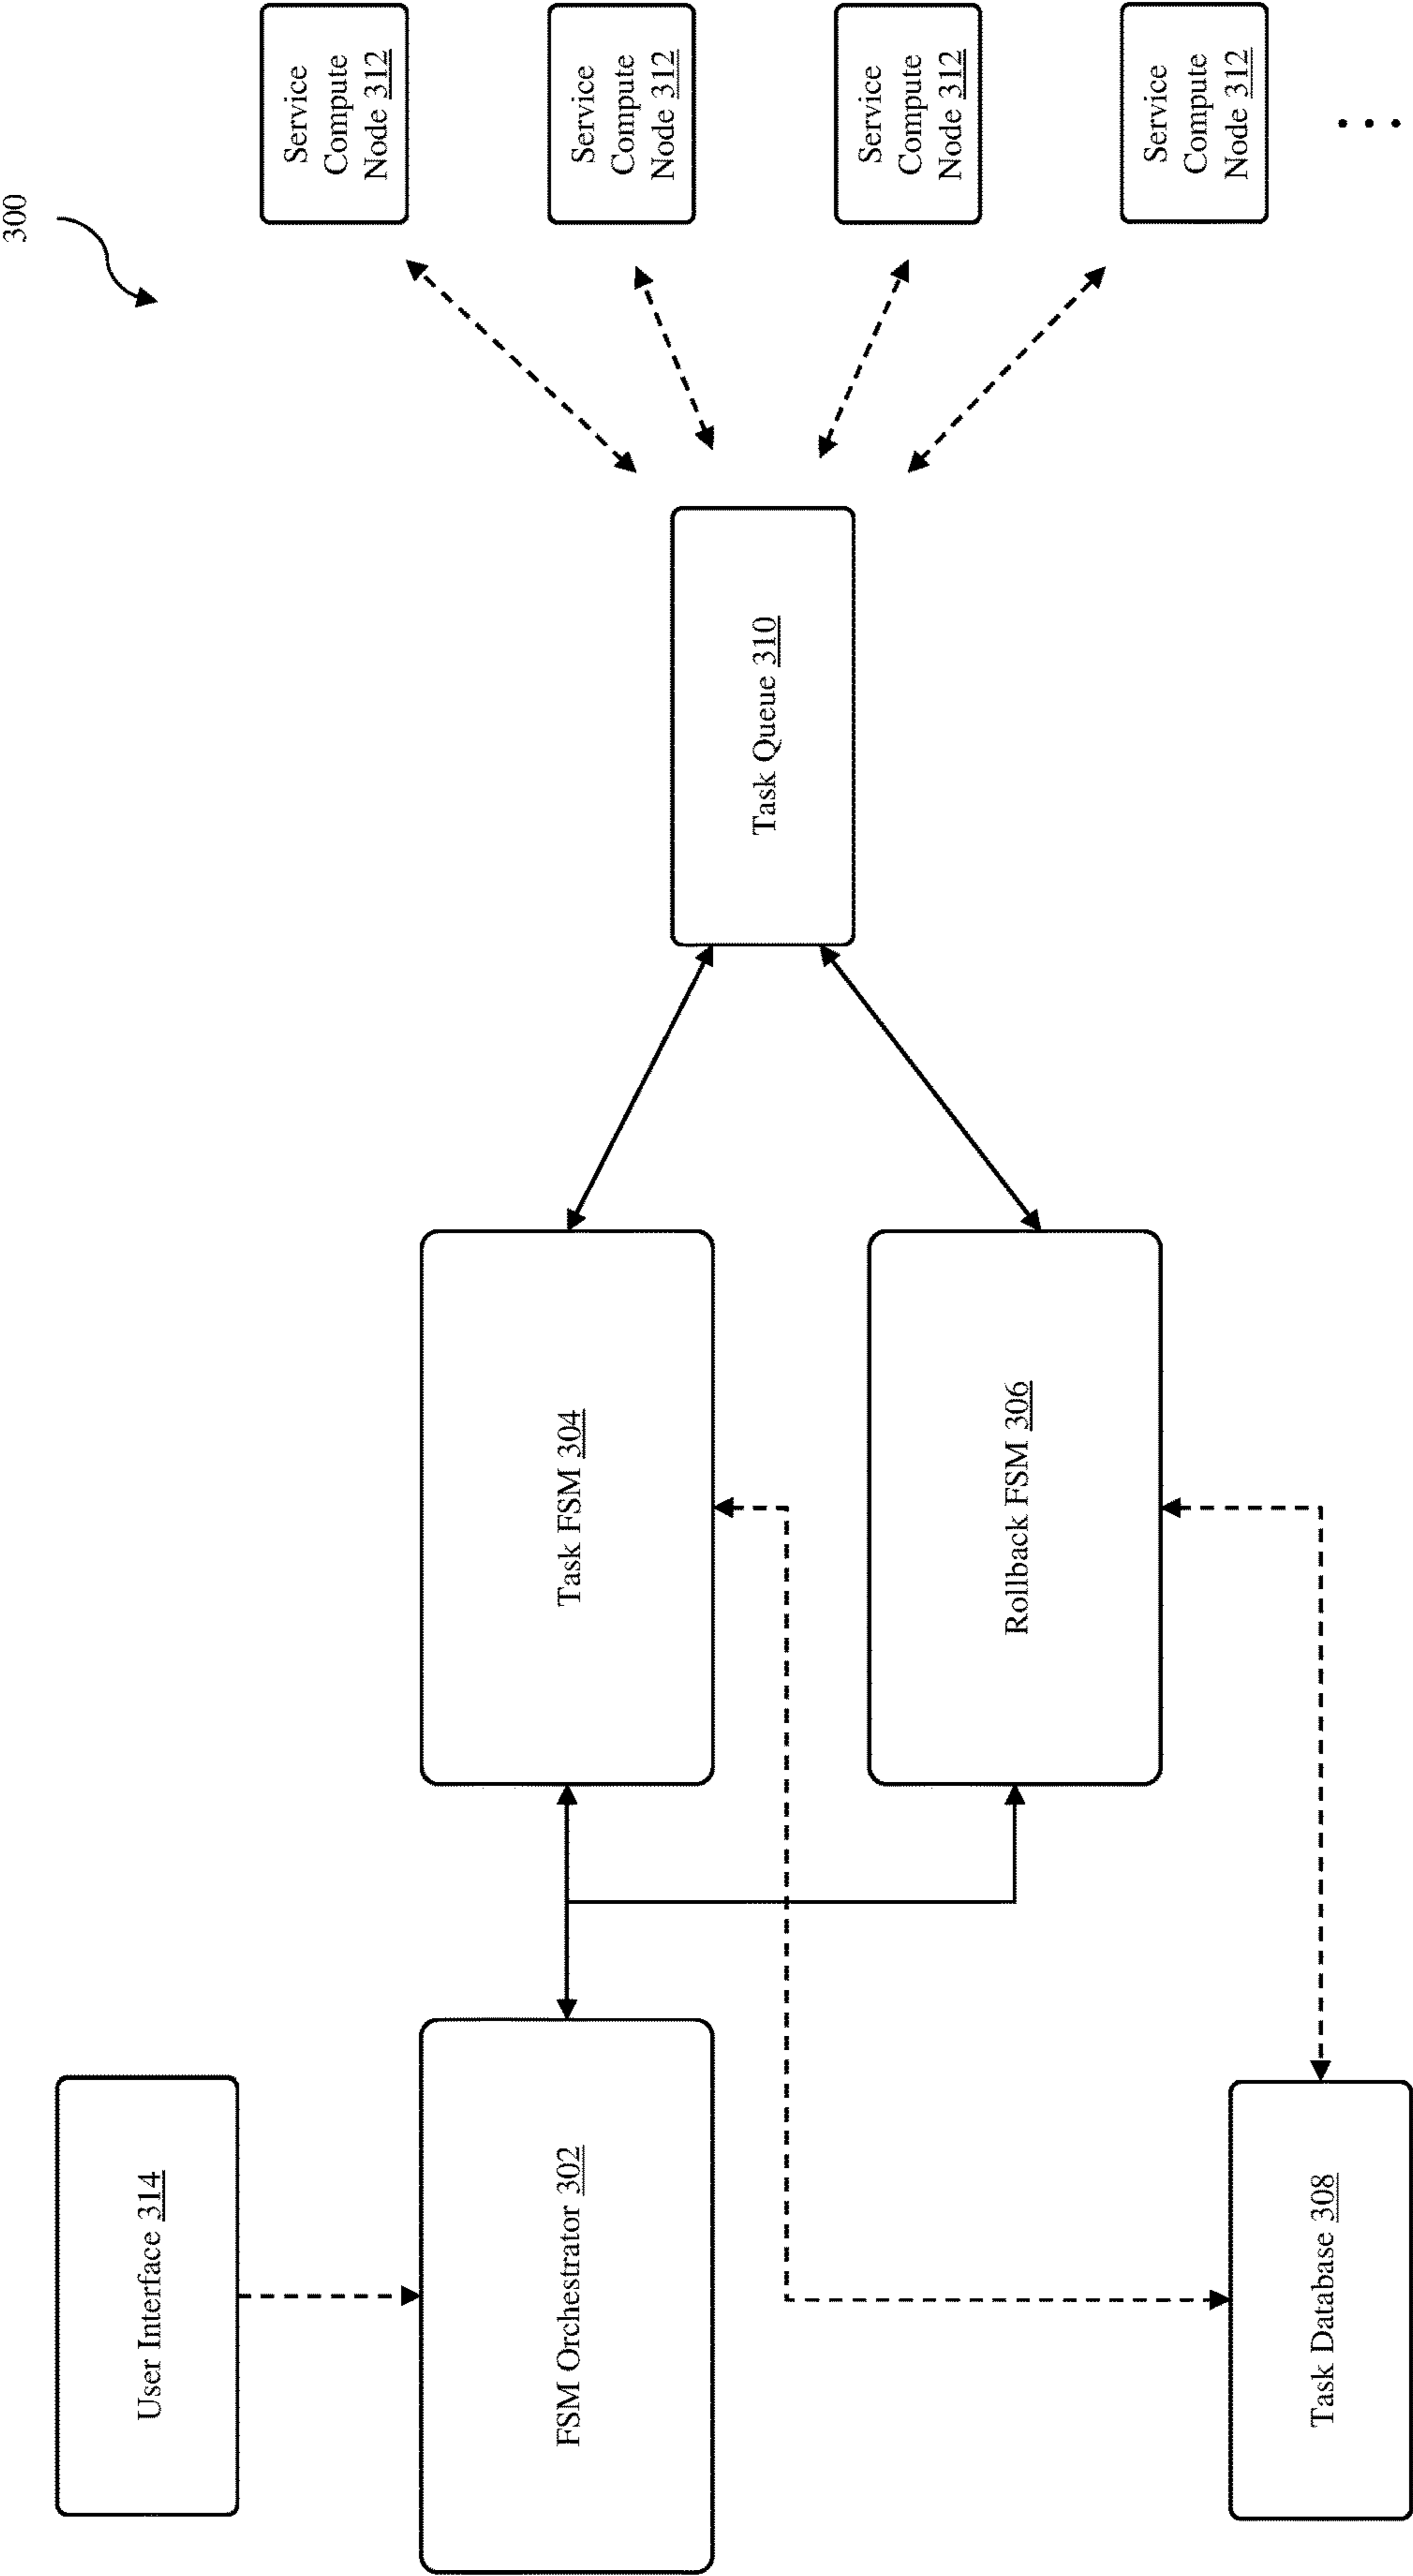 300
User Interface 314
FSM Orchestrator 302
Task FSM 304
Rollback FSM 306
Task Database 308
Task Queue 310
Service
Compute
Node 312
Service
Compute
Node 312
Service
Compute
Node 312
Service
Compute
Node 312
...